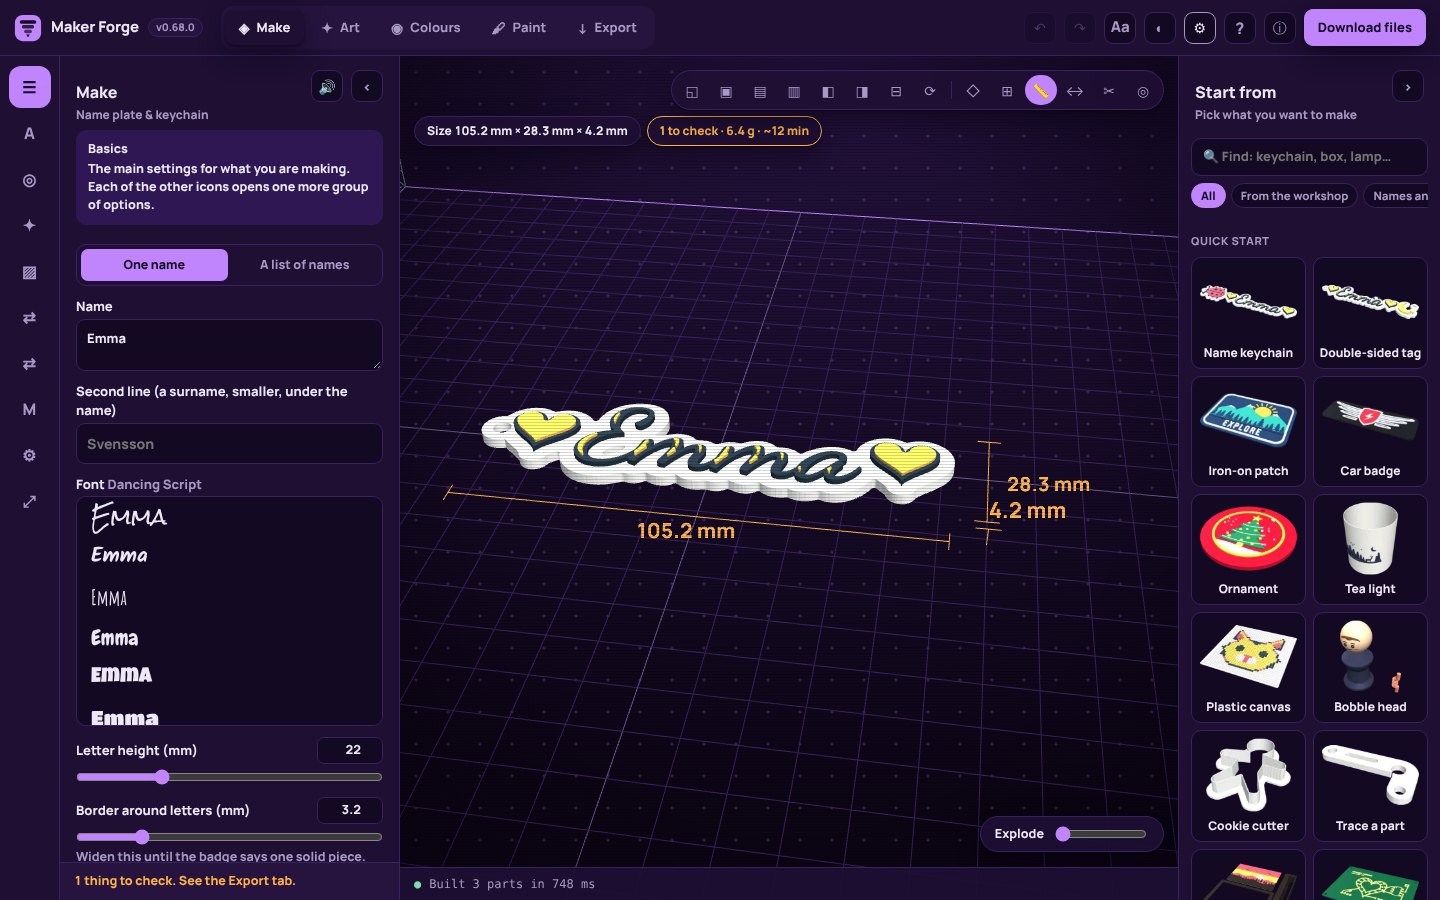 Maker Forge
v0.68.0
Make
Art
Colours
Paint
Export
Aa
?
Download files
A
M
Make
Name plate & keychain
Basics
The main settings for what you are making.
Each of the other icons opens one more group
of options.
One name
A list of names
Name
Emma
Second line (a surname, smaller, under the
name)
Svensson
Font Dancing Script
Emma
Emma
Emma
Emma
Emma
Emma
Letter height (mm)
22
Border around letters (mm)
3.2
Widen this until the badge says one solid piece.
1 thing to check. See the Export tab.
Size 105.2 mm × 28.3 mm × 4.2 mm
1 to check · 6.4 g · ~12 min
Emma
28.3 mm
4.2 mm
105.2 mm
Explode
Built 3 parts in 748 ms
Start from
Pick what you want to make
Find: keychain, box, lamp…
All
From the workshop
Names an
QUICK START
Emma
Name keychain
Emma
Double-sided tag
EXPLORE
Iron-on patch
Car badge
Ornament
Tea light
Plastic canvas
Bobble head
Cookie cutter
Trace a part